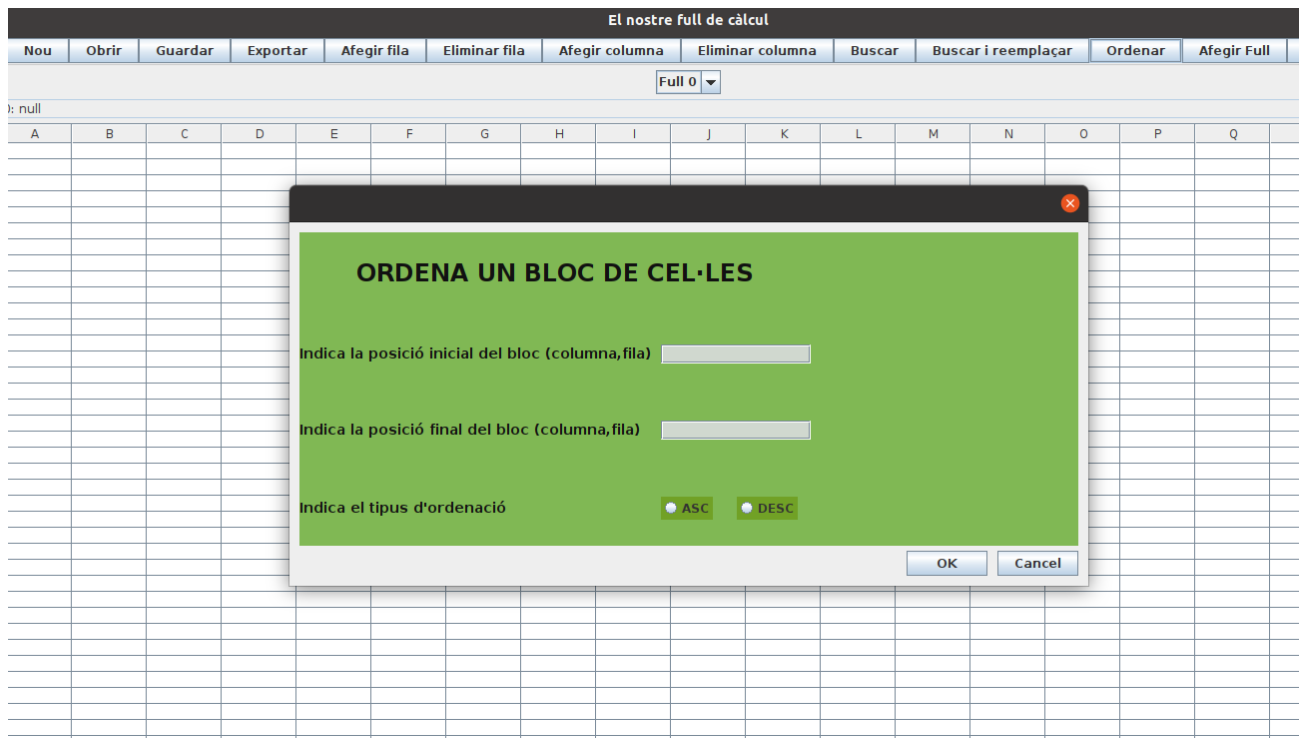 El nostre full de càlcul
Nou Obrir Guardar Exportar Afegir fila Eliminar fila Afegir columna Eliminar columna Buscar Buscar i reemplaçar Ordenar Afegir Full
Full 0
: null
A B C D E F G H I J K L M N O P Q
ORDENA UN BLOC DE CEL·LES
Indica la posició inicial del bloc (columna,fila)
Indica la posició final del bloc (columna,fila)
Indica el tipus d'ordenació ASC DESC
OK Cancel